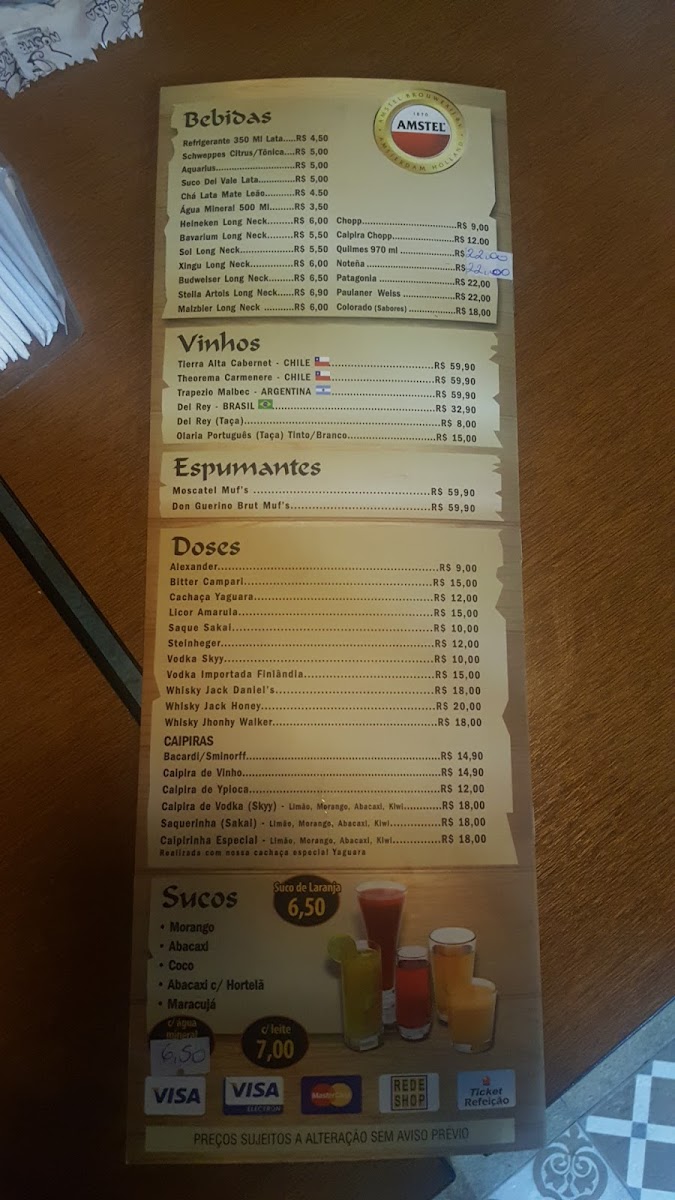 Bebidas
AMSTEL BROUWERIJ
1870
AMSTEL
AMSTERDAM HOLLAND
Refrigerante 350 Ml Lata.....R$ 4,50
Schweppes Citrus/Tônica....R$ 5,00
Aquarius............................R$ 5,00
Suco Del Vale Lata............R$ 5,00
Chá Lata Mate Leão..........R$ 4.50
Água Mineral 500 Ml.........R$ 3,50
Heineken Long Neck.........R$ 6,00
Bavarium Long Neck.........R$ 5,50
Sol Long Neck...................R$ 5,50
Xingu Long Neck...............R$ 6,00
Budweiser Long Neck........R$ 6,50
Stella Artois Long Neck.....R$ 6,90
Malzbier Long Neck ..........R$ 6,00
Chopp..............................R$ 9,00
Caipira Chopp....................R$ 12,00
Quilmes 970 ml ..................R$ 22,00
Noteña ..............................R$ 22,00
Patagonia ..........................R$ 22,00
Paulaner Weiss ..................R$ 22,00
Colorado (Sabores) ................R$ 18,00
Vinhos
Tierra Alta Cabernet - CHILE ..........................R$ 59,90
Theorema Carmenere - CHILE ..........................R$ 59,90
Trapezio Malbec - ARGENTINA ..........................R$ 59,90
Del Rey - BRASIL ..........................R$ 32,90
Del Rey (Taça)..........................R$ 8,00
Olaria Português (Taça) Tinto/Branco..........................R$ 15,00
Espumantes
Moscatel Muf's ..........................R$ 59,90
Don Guerino Brut Muf's..........................R$ 59,90
Doses
Alexander..........................R$ 9,00
Bitter Campari..........................R$ 15,00
Cachaça Yaguara..........................R$ 12,00
Licor Amarula..........................R$ 15,00
Saque Sakai..........................R$ 10,00
Steinheger..........................R$ 12,00
Vodka Skyy..........................R$ 10,00
Vodka Importada Finlândia..........................R$ 15,00
Whisky Jack Daniel's..........................R$ 18,00
Whisky Jack Honey..........................R$ 20,00
Whisky Jhonhy Walker..........................R$ 18,00
CAIPIRAS
Bacardi/Sminorff..........................R$ 14,90
Caipira de Vinho..........................R$ 14,90
Caipira de Ypioca..........................R$ 12,00
Caipira de Vodka (Skyy) - Limão, Morango, Abacaxi, Kiwi...........R$ 18,00
Saquerinha (Sakai) - Limão, Morango, Abacaxi, Kiwi...............R$ 18,00
Caipirinha Especial - Limão, Morango, Abacaxi, Kiwi..............R$ 18,00
Realizada com nossa cachaça especial Yaguara
Sucos
Suco de Laranja
6,50
• Morango
• Abacaxi
• Coco
• Abacaxi c/ Hortelã
• Maracujá
c/ água
mineral
6,50
c/ leite
7,00
VISA
VISA
ELECTRON
MasterCard
REDE
SHOP
Ticket
Refeição
PREÇOS SUJEITOS A ALTERAÇÃO SEM AVISO PRÉVIO